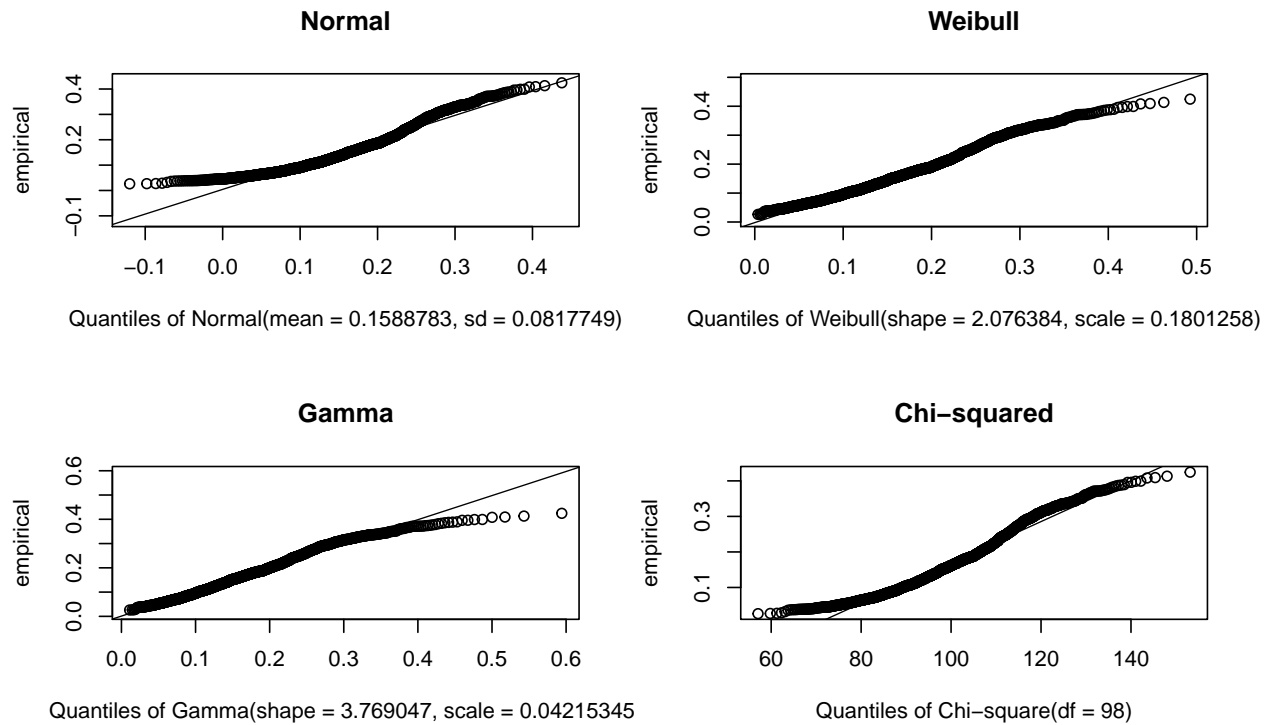 Normal
empirical
0.4
0.2
−0.1
−0.1 0.0 0.1 0.2 0.3 0.4
Quantiles of Normal(mean = 0.1588783, sd = 0.0817749)
Weibull
empirical
0.4
0.2
0.0
0.0 0.1 0.2 0.3 0.4 0.5
Quantiles of Weibull(shape = 2.076384, scale = 0.1801258)
Gamma
empirical
0.6
0.4
0.2
0.0
0.0 0.1 0.2 0.3 0.4 0.5 0.6
Quantiles of Gamma(shape = 3.769047, scale = 0.04215345
Chi−squared
empirical
0.3
0.1
60 80 100 120 140
Quantiles of Chi−square(df = 98)